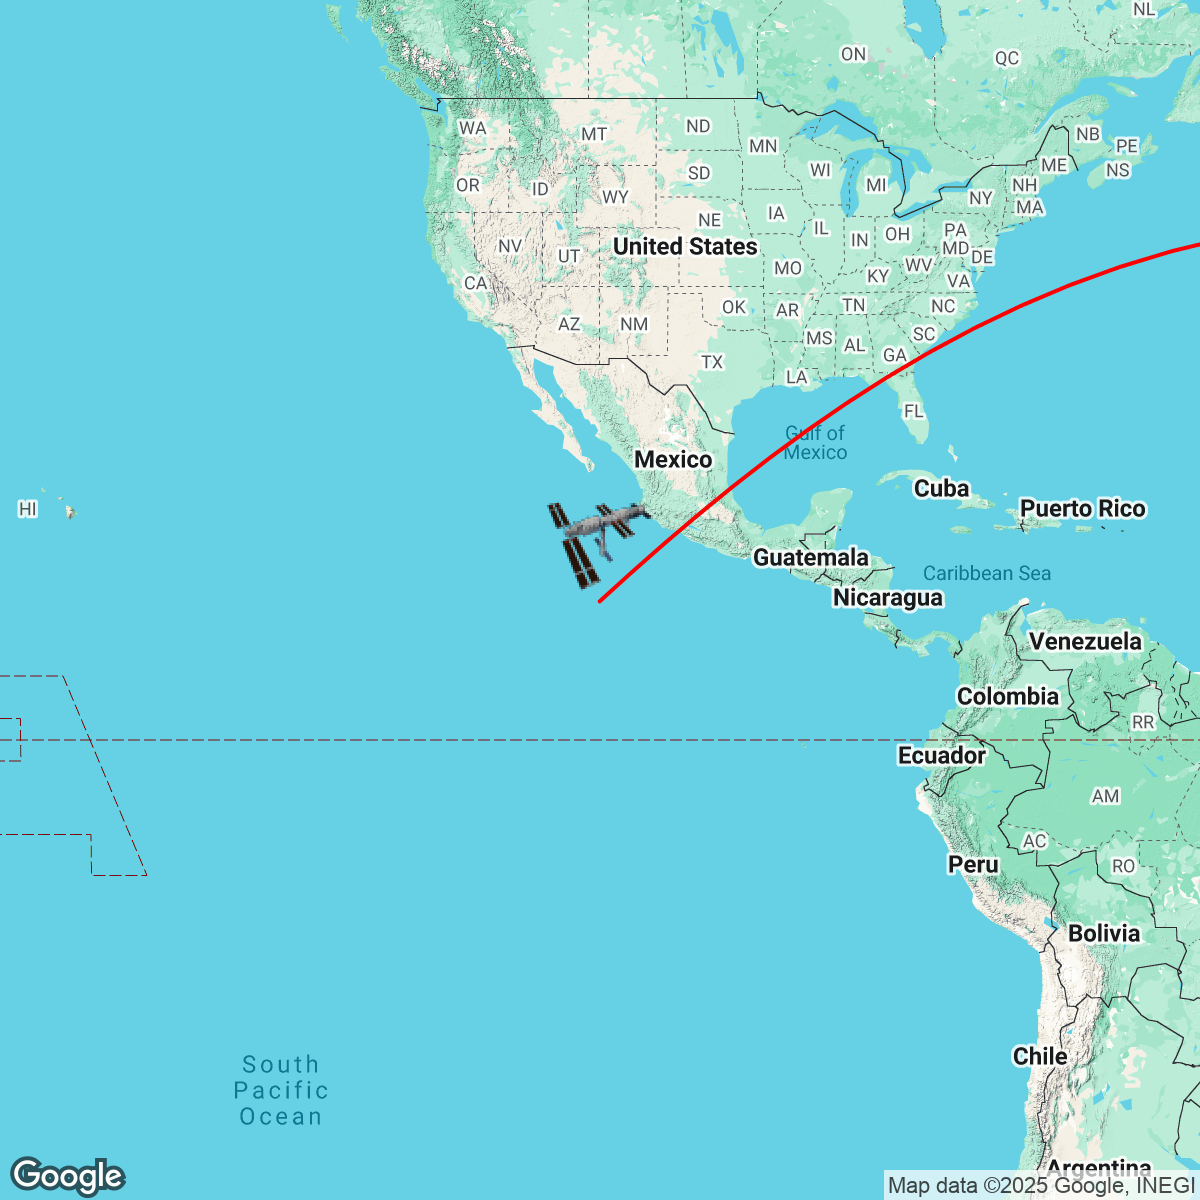 NL
ON
QC
WA
MT
ND
MN
NB
PE
OR
ID
SD
WI
MI
ME
NS
WY
NY
NH
MA
NE
IA
NV
UT
United States
IL
IN
OH
PA
MD
DE
CA
MO
KY
WV
VA
AZ
NM
OK
AR
TN
NC
TX
MS
AL
SC
LA
GA
FL
Gulf of
Mexico
Mexico
HI
Cuba
Puerto Rico
Guatemala
Caribbean Sea
Nicaragua
Venezuela
Colombia
RR
Ecuador
AM
AC
Peru
RO
Bolivia
South
Pacific
Ocean
Chile
Argentina
Google
Map data ©2025 Google, INEGI